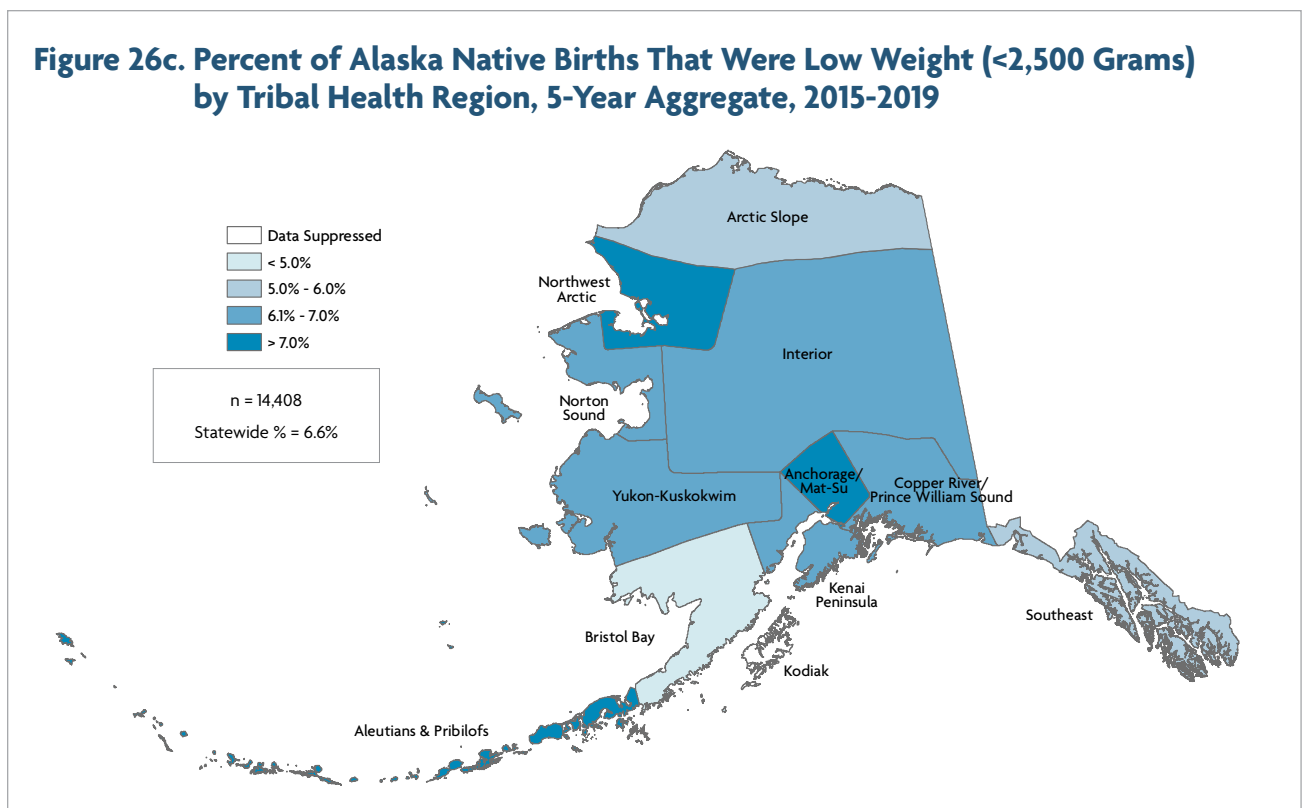 Figure 26c. Percent of Alaska Native Births That Were Low Weight (<2,500 Grams)
by Tribal Health Region, 5-Year Aggregate, 2015-2019
Arctic Slope
Data Suppressed
< 5.0%
5.0% - 6.0%
6.1% - 7.0%
> 7.0%
Northwest
Arctic
Interior
n = 14,408
Statewide % = 6.6%
Norton
Sound
Anchorage/
Mat-Su
Copper River/
Prince William Sound
Yukon-Kuskokwim
Kenai
Peninsula
Southeast
Bristol Bay
Kodiak
Aleutians & Pribilofs